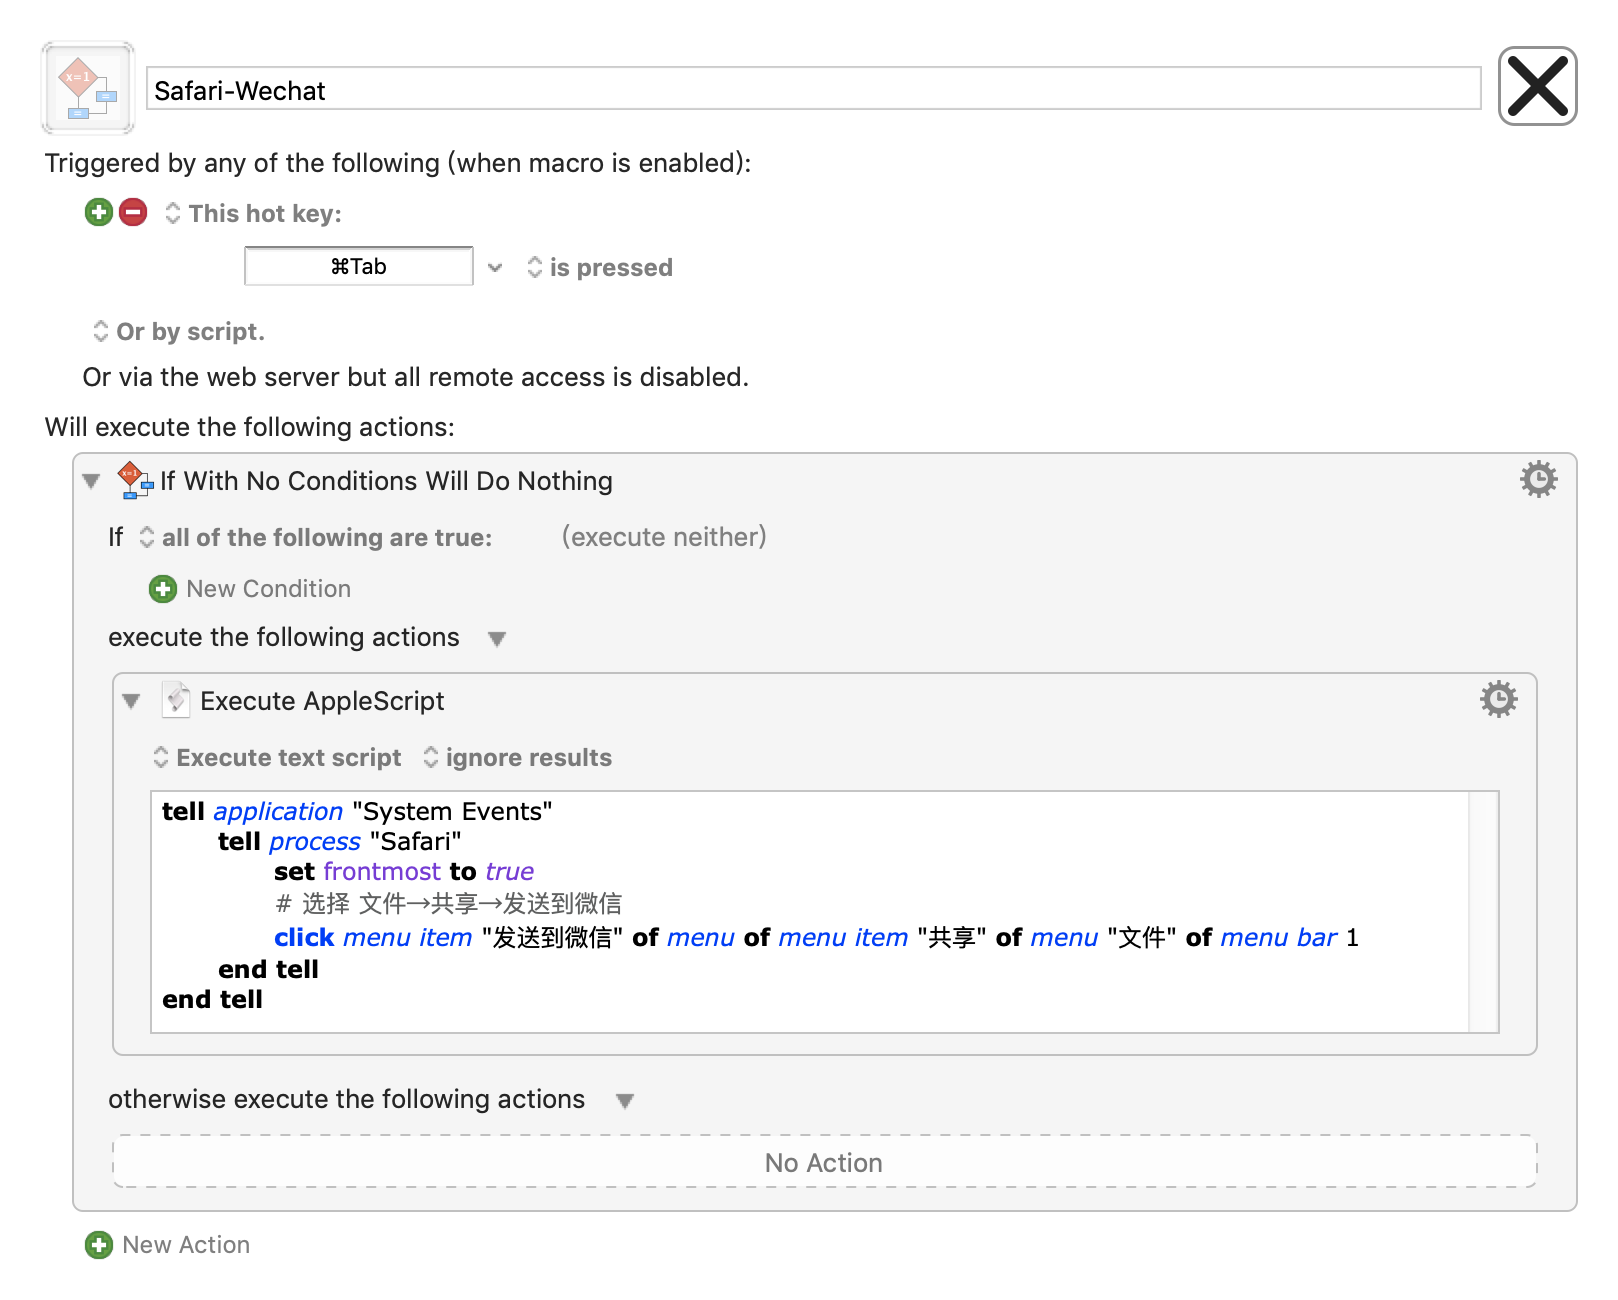 x=1
Safari-Wechat
Triggered by any of the following (when macro is enabled):
This hot key:
⌘Tab
is pressed
Or by script.
Or via the web server but all remote access is disabled.
Will execute the following actions:
x=1 If With No Conditions Will Do Nothing
If all of the following are true: (execute neither)
New Condition
execute the following actions
Execute AppleScript
Execute text script ignore results
tell application "System Events"
tell process "Safari"
set frontmost to true
# 选择 文件→共享→发送到微信
click menu item "发送到微信" of menu of menu item "共享" of menu "文件" of menu bar 1
end tell
end tell
otherwise execute the following actions
No Action
New Action